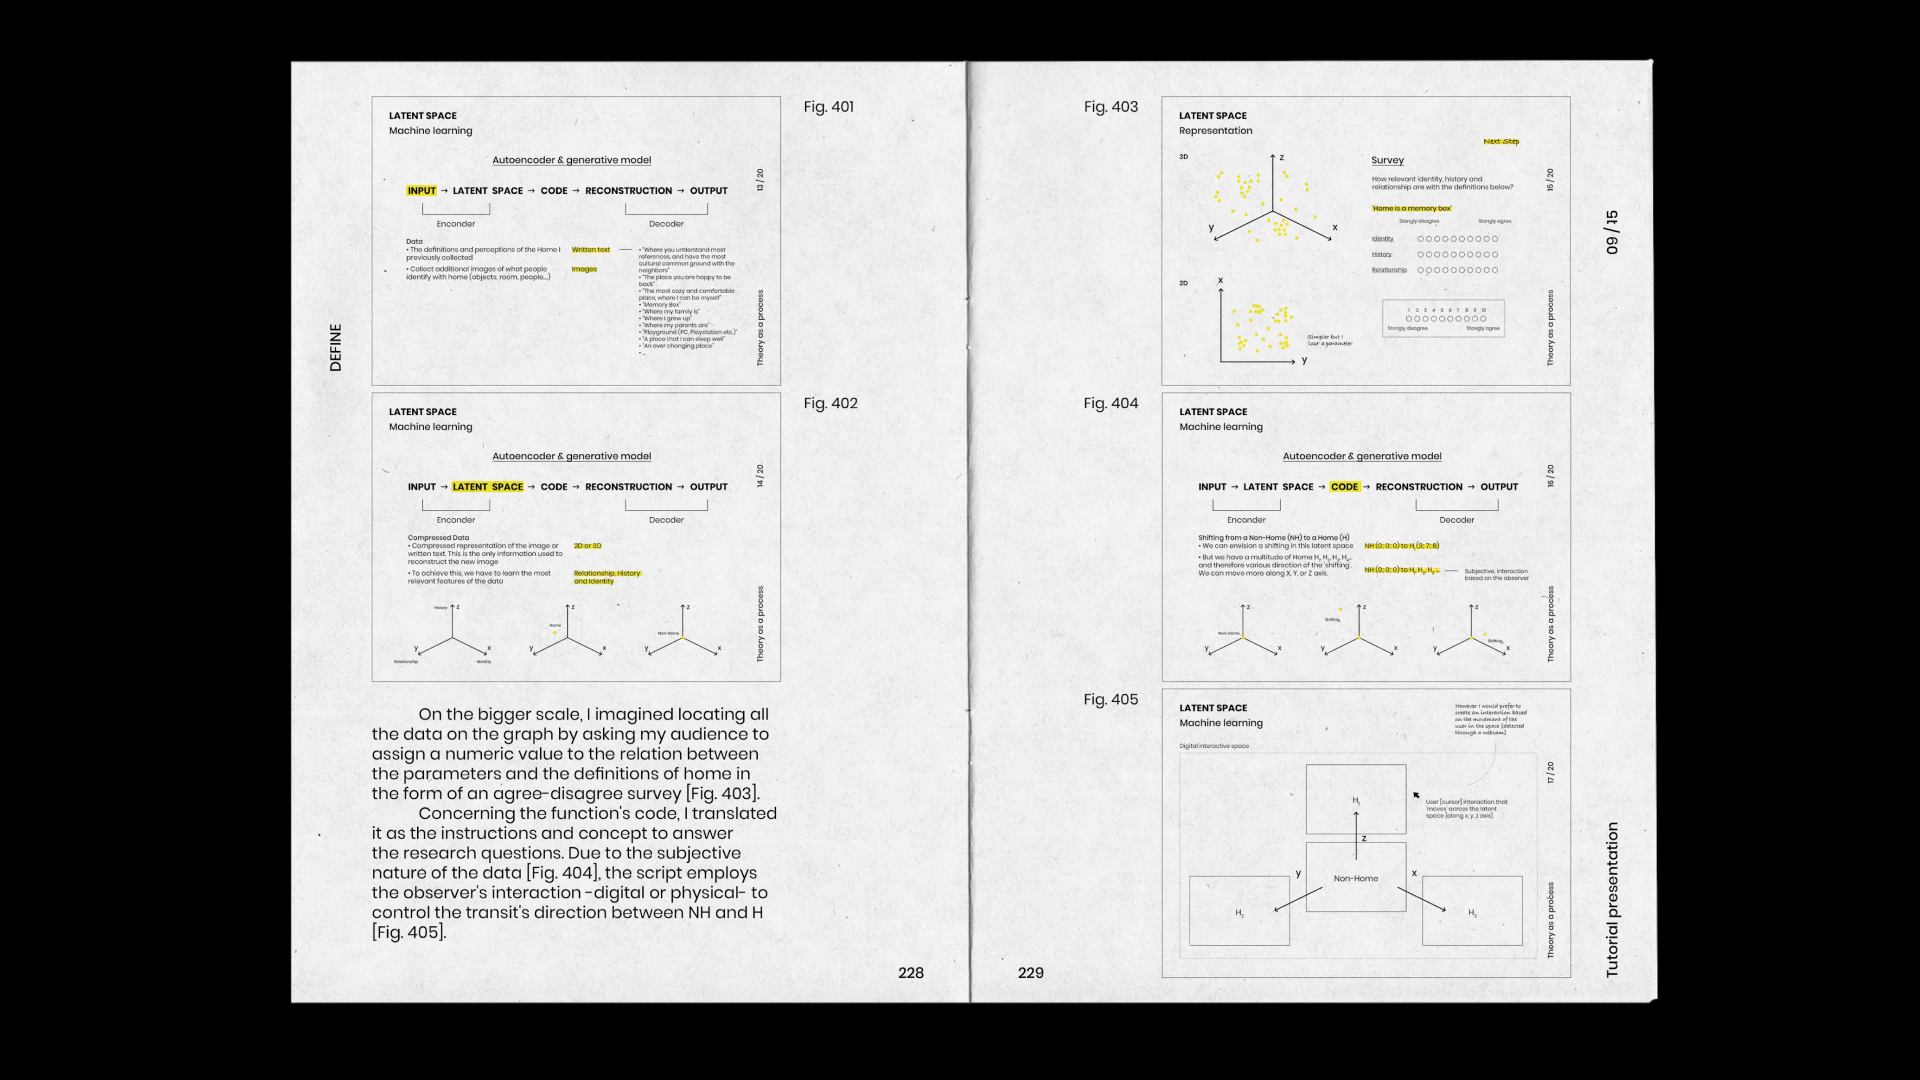 DEFINE
Fig. 401
LATENT SPACE
Machine learning
Autoencoder & generative model
INPUT → LATENT SPACE → CODE → RECONSTRUCTION → OUTPUT
Enconder
Decoder
Data
• The definitions and perceptions of the Home I
previously collected
• Collect additional images of what people
identify with home (objects, room, people...)
Written text
Images
• "Where you understand most
references, and have the most
cultural common ground with the
neighbors"
• "The place you are happy to be
back"
• "The most cozy and comfortable
place, where I can be myself"
• "Memory Box"
• "Where my family is"
• "Where I grew up"
• "Where my parents are"
• "Playground (PC, Playstation etc.)"
• "A place that I can sleep well"
• "An ever changing place"
• ...
13 / 20
Theory as a process
Fig. 402
LATENT SPACE
Machine learning
Autoencoder & generative model
INPUT → LATENT SPACE → CODE → RECONSTRUCTION → OUTPUT
Enconder
Decoder
Compressed Data
• Compressed representation of the image or
written text. This is the only information used to
reconstruct the new image
• To achieve this, we have to learn the most
relevant features of the data
2D or 3D
Relationship, History
and Identity
History z
y x
Relationship Identity
Home z
y x
Non-Home z
y x
14 / 20
Theory as a process
On the bigger scale, I imagined locating all
the data on the graph by asking my audience to
assign a numeric value to the relation between
the parameters and the definitions of home in
the form of an agree-disagree survey [Fig. 403].
Concerning the function's code, I translated
it as the instructions and concept to answer
the research questions. Due to the subjective
nature of the data [Fig. 404], the script employs
the observer's interaction -digital or physical- to
control the transit's direction between NH and H
[Fig. 405].
228
Fig. 403
LATENT SPACE
Representation
Next Step
3D
z
y x
2D
x
y
Simpler but I
lose a parameter
Survey
How relevant identity, history and
relationship are with the definitions below?
'Home is a memory box'
Stongly disagree Stongly agree
Identity
History
Relationship
1 2 3 4 5 6 7 8 9 10
Stongly disagree Stongly agree
15 / 20
Theory as a process
Fig. 404
LATENT SPACE
Machine learning
Autoencoder & generative model
INPUT → LATENT SPACE → CODE → RECONSTRUCTION → OUTPUT
Enconder
Decoder
Shifting from a Non-Home (NH) to a Home (H)
• We can envision a shifting in this latent space
• But we have a multitude of Home H, H, H, H,...
and therefore various direction of the 'shifting'.
We can move more along X, Y, or Z axis.
NH (0; 0; 0) to H (3; 7; 8)
NH (0; 0; 0) to H, H, H, ...
Subjective, interaction
based on the observer
Non-Home z
y x
Shifting z
y x
Shifting z
y x
16 / 20
Theory as a process
Fig. 405
LATENT SPACE
Machine learning
Digital interactive space
However I would prefer to
create an interaction based
on the movement of the
user in the space [detected
through a webcam]
H₁
z
User [cursor] interaction that
'moves' across the latent
space [along x, y, z axis]
y x
Non-Home
H₂
H₃
17 / 20
Theory as a process
229
09 / 15
Tutorial presentation